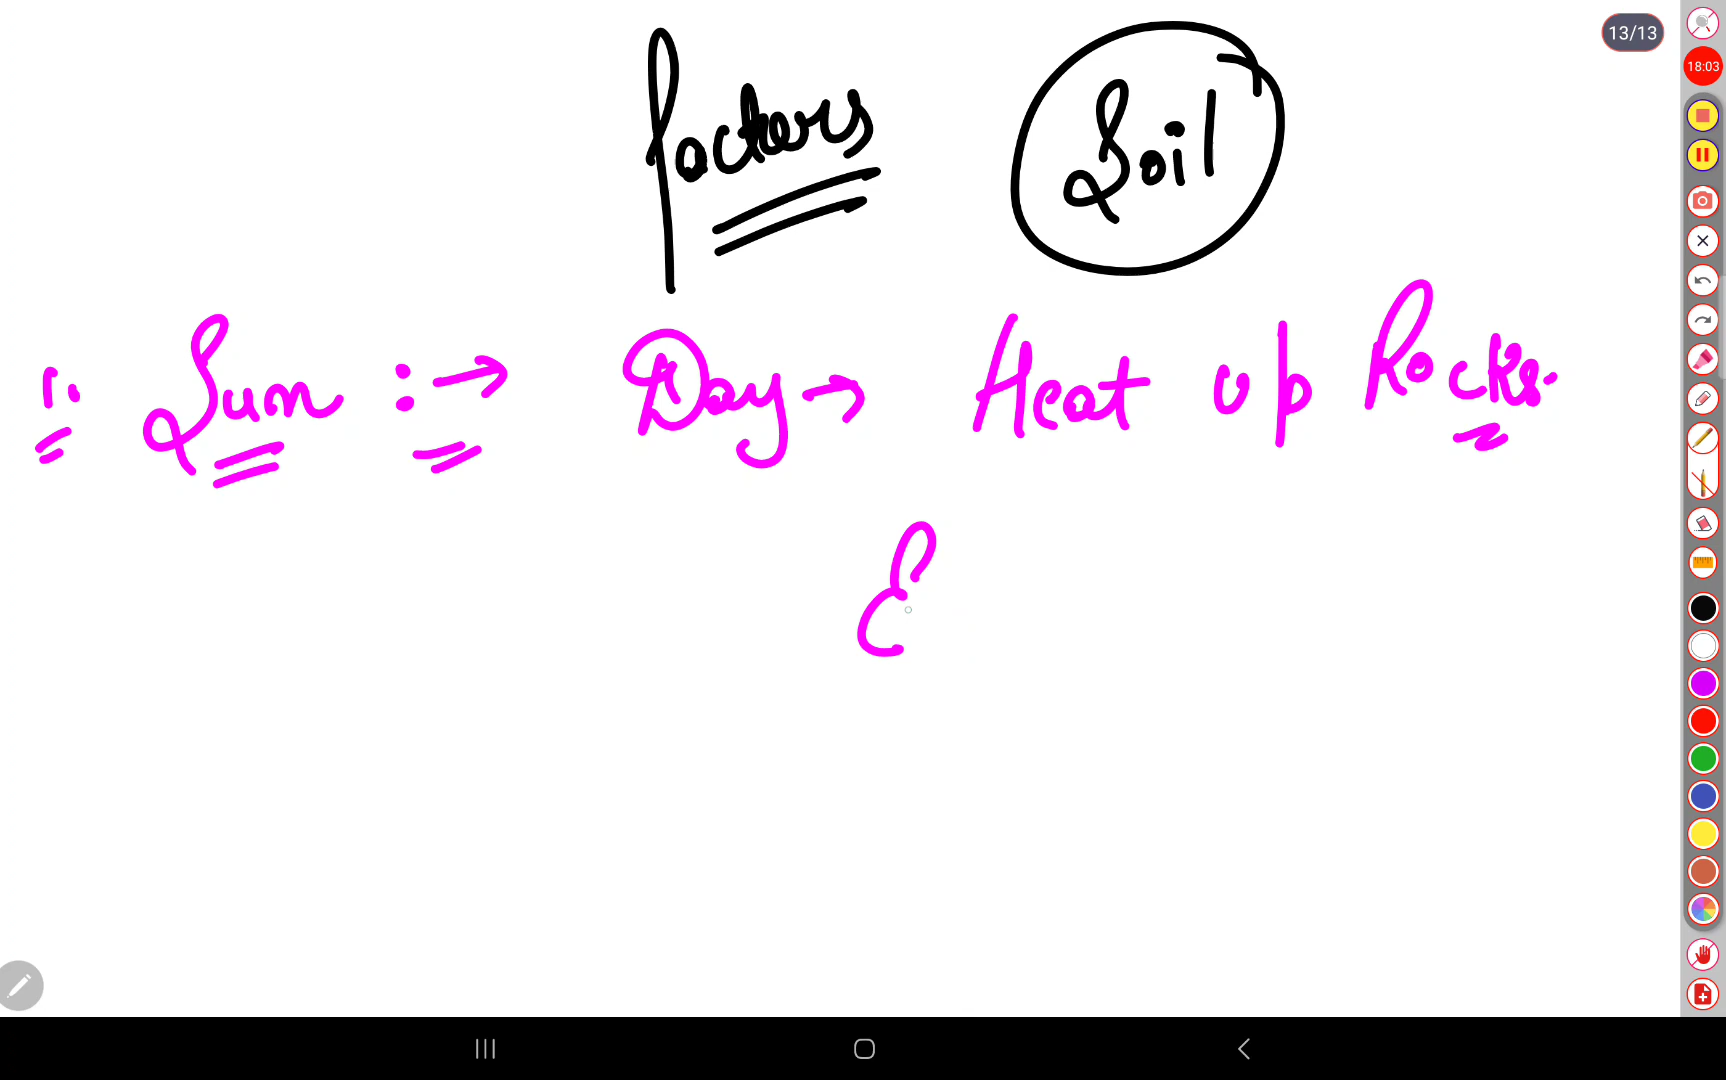 13/13
18:03
factors Soil
1. Sun :→ Day → Heat up Rocks.
E